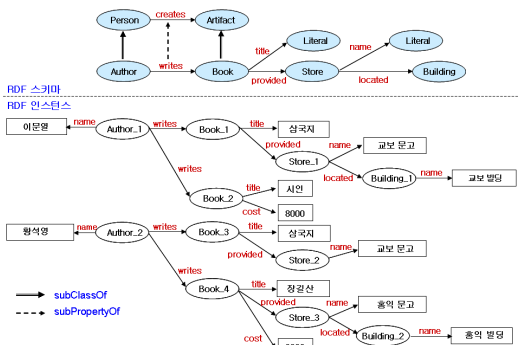 Person creates Artifact
Literal Literal
title name
Author writes Book provided Store located Building
RDF 스키마
RDF 인스턴스
이문열 name Author_1 writes Book_1 title 삼국지
provided Store_1 name 교보 문고
located Building_1 name 교보 빌딩
writes
Book_2 title 시인
cost 8000
황석영 name Author_2 writes Book_3 title 삼국지
provided Store_2 name 교보 문고
writes
Book_4 title 장길산
provided Store_3 name 홍익 문고
located Building_2 name 홍익 빌딩
cost
subClassOf
subPropertyOf